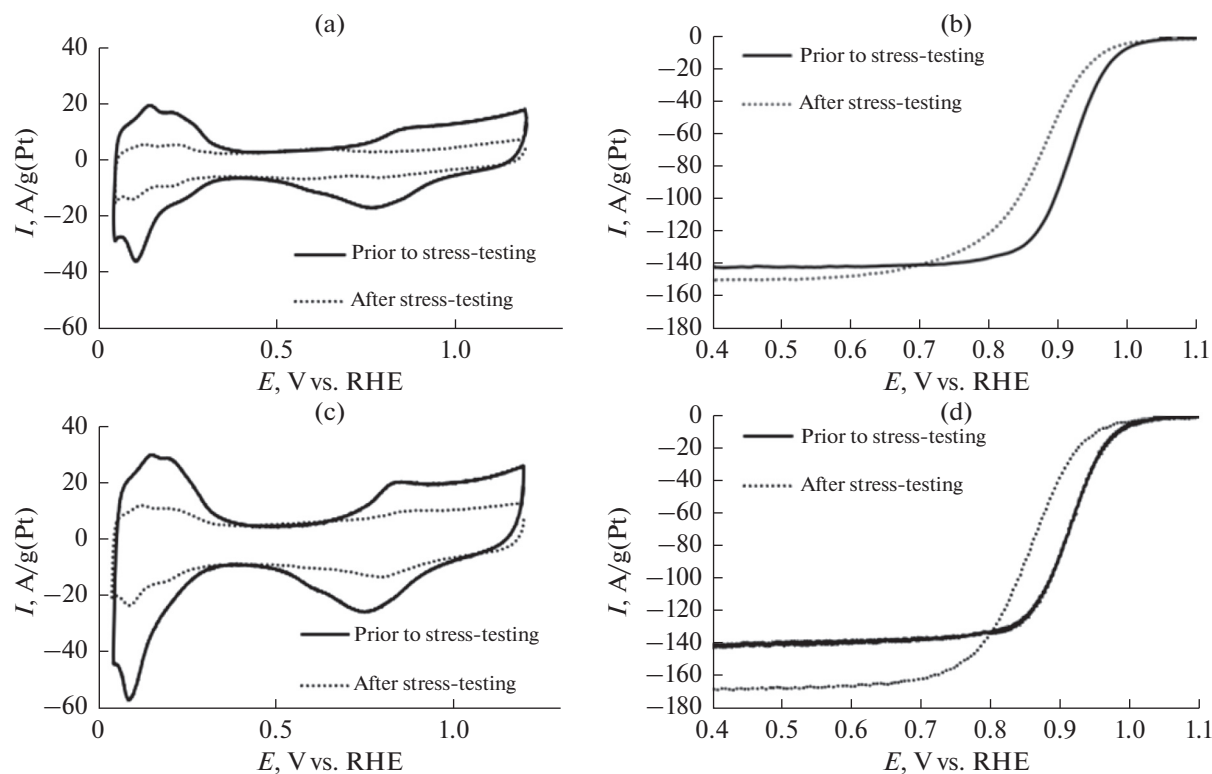 (a)
40
20
0
−20
−40
−60
I, A/g(Pt)
Prior to stress-testing
After stress-testing
0 0.5 1.0
E, V vs. RHE
(b)
0
−20
−40
−60
−80
−100
−120
−140
−160
−180
I, A/g(Pt)
Prior to stress-testing
After stress-testing
0.4 0.5 0.6 0.7 0.8 0.9 1.0 1.1
E, V vs. RHE
(c)
40
20
0
−20
−40
−60
I, A/g(Pt)
Prior to stress-testing
After stress-testing
0 0.5 1.0
E, V vs. RHE
(d)
0
−20
−40
−60
−80
−100
−120
−140
−160
−180
I, A/g(Pt)
Prior to stress-testing
After stress-testing
0.4 0.5 0.6 0.7 0.8 0.9 1.0 1.1
E, V vs. RHE